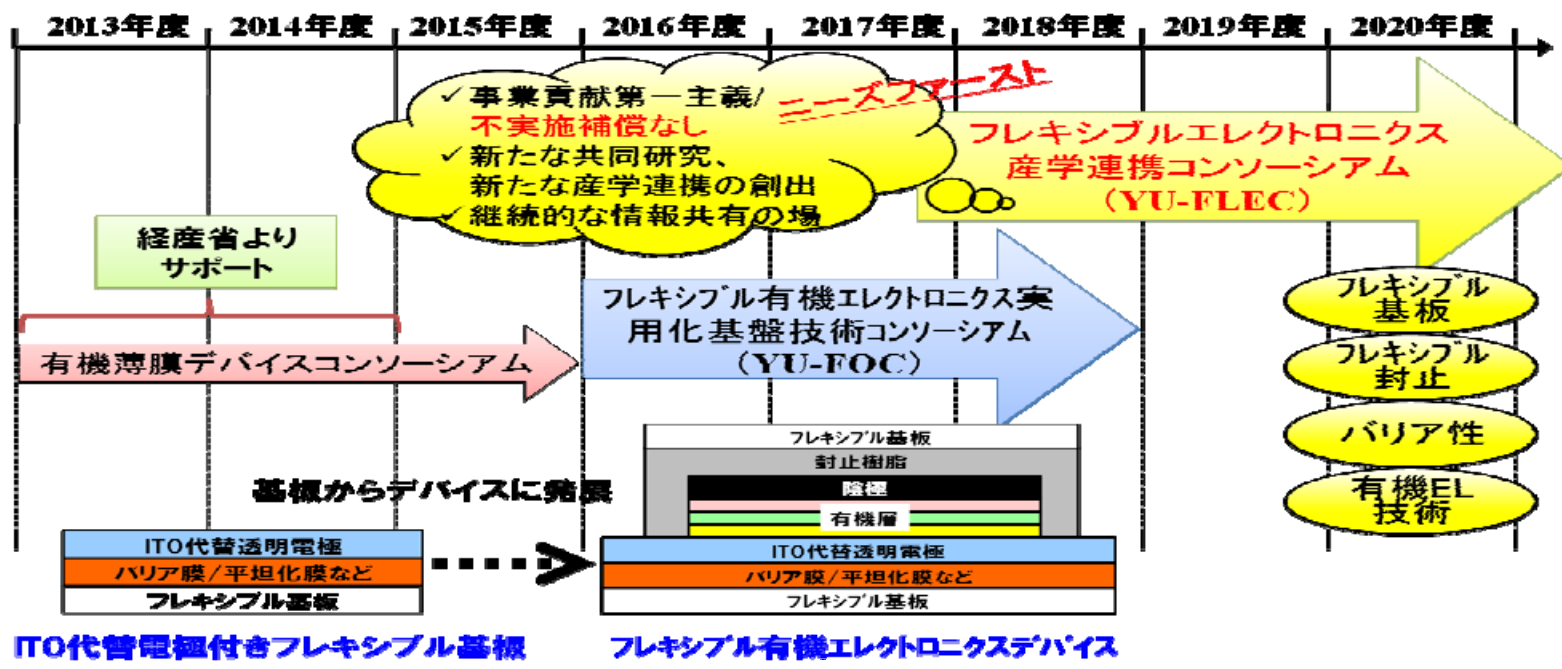 2013年度 2014年度 2015年度 2016年度 2017年度 2018年度 2019年度 2020年度
✓事業貢献第一主義/
不実施補償なし
✓新たな共同研究、
新たな産学連携の創出
✓継続的な情報共有の場
ニーズファースト
フレキシブルエレクトロニクス
産学連携コンソーシアム
(YU-FLEC)
経産省より
サポート
有機薄膜デバイスコンソーシアム
フレキシブル有機エレクトロニクス実
用化基盤技術コンソーシアム
(YU-FOC)
フレキシブル
基板
フレキシブル
封止
バリア性
有機EL
技術
基板からデバイスに発展
ITO代替透明電極
バリア膜/平坦化膜など
フレキシブル基板
フレキシブル基板
封止樹脂
陰極
有機層
ITO代替透明電極
バリア膜/平坦化膜など
フレキシブル基板
ITO代替電極付きフレキシブル基板
フレキシブル有機エレクトロニクスデバイス